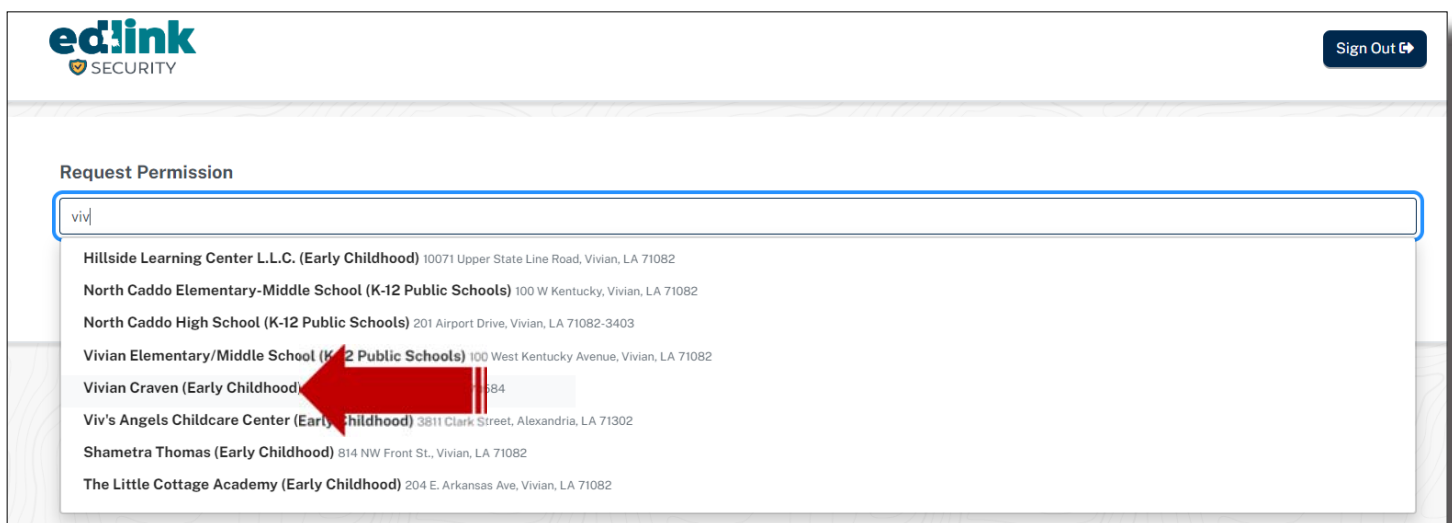 edlink
SECURITY
Sign Out
Request Permission
viv
Hillside Learning Center L.L.C. (Early Childhood) 10071 Upper State Line Road, Vivian, LA 71082
North Caddo Elementary-Middle School (K-12 Public Schools) 100 W Kentucky, Vivian, LA 71082
North Caddo High School (K-12 Public Schools) 201 Airport Drive, Vivian, LA 71082-3403
Vivian Elementary/Middle School (K-12 Public Schools) 100 West Kentucky Avenue, Vivian, LA 71082
Vivian Craven (Early Childhood)
Viv's Angels Childcare Center (Early Childhood) 3811 Clark Street, Alexandria, LA 71302
Shametra Thomas (Early Childhood) 814 NW Front St., Vivian, LA 71082
The Little Cottage Academy (Early Childhood) 204 E. Arkansas Ave, Vivian, LA 71082